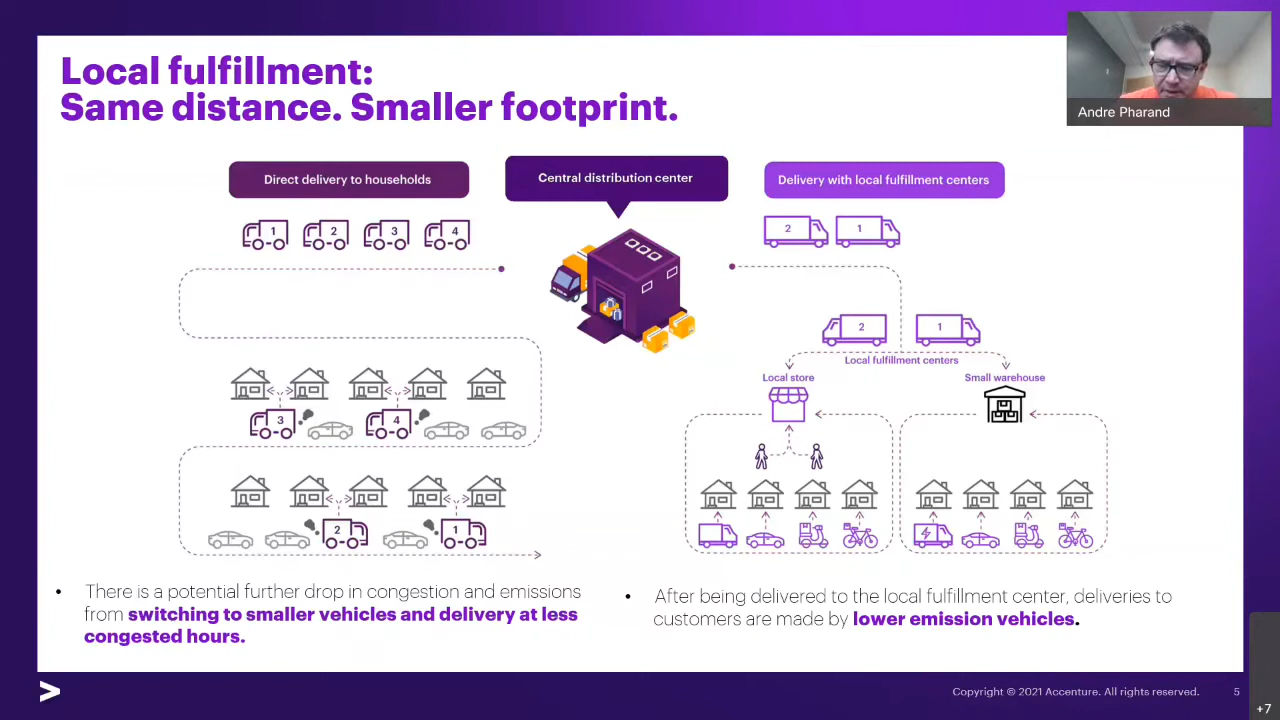 Local fulfillment:
Same distance. Smaller footprint.
Andre Pharand
Direct delivery to households
Central distribution center
Delivery with local fulfillment centers
1 2 3 4
2 1
2 1
Local fulfillment centers
Local store
Small warehouse
3 4
2 1
• There is a potential further drop in congestion and emissions
from switching to smaller vehicles and delivery at less
congested hours.
• After being delivered to the local fulfillment center, deliveries to
customers are made by lower emission vehicles.
Copyright © 2021 Accenture. All rights reserved.
5
+7